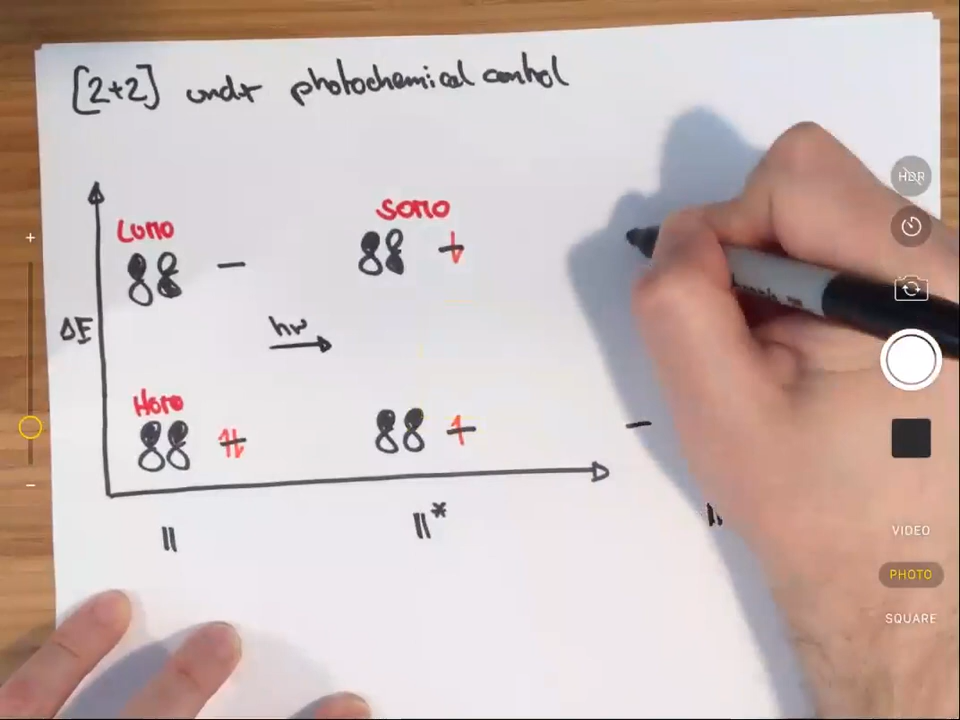 [2+2] under photochemical control
LUMO
SOMO
ΔE
hν
HOMO
||
||*
HDR
VIDEO
PHOTO
SQUARE